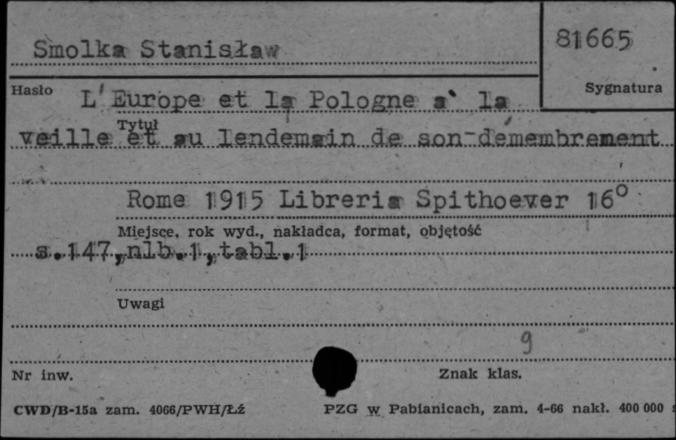 Smolka Stanisław
81665
Hasło
Sygnatura
L'Europe et la Pologne a` la
Tytuł
veille et au lendemain de son demembrement
Rome 1915 Libreria Spithoever 16°
Miejsce, rok wyd., nakładca, format, objętość
s.147,nlb.1,tabl.1
Uwagi
9
Nr inw.
Znak klas.
CWD/B-15a zam. 4066/PWH/Łź
PZG w Pabianicach, zam. 4-66 nakł. 400 000